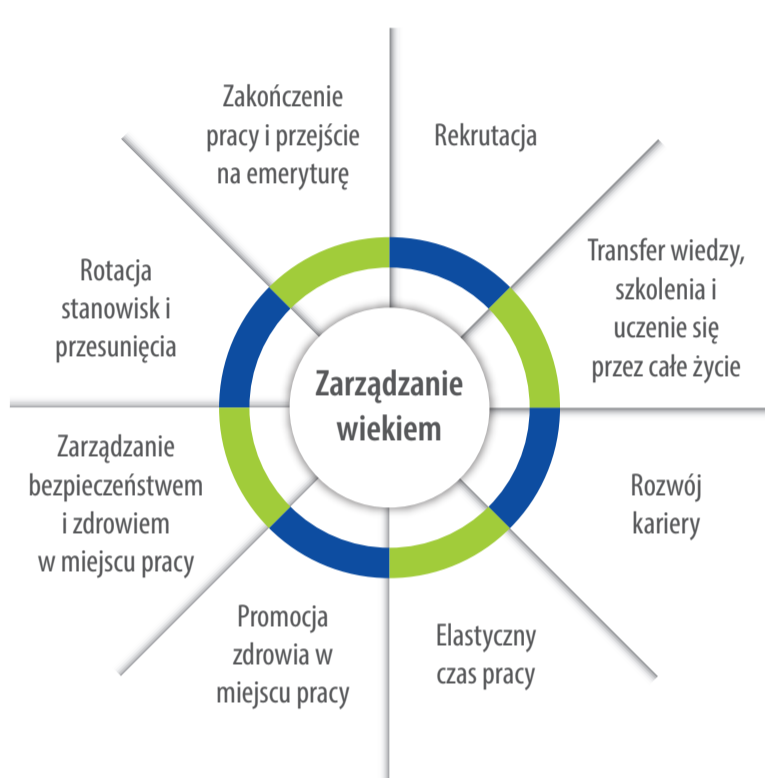 Zakończenie
pracy i przejście
na emeryturę
Rekrutacja
Transfer wiedzy,
szkolenia i
uczenie się
przez całe życie
Rozwój
kariery
Elastyczny
czas pracy
Promocja
zdrowia w
miejscu pracy
Zarządzanie
bezpieczeństwem
i zdrowiem
w miejscu pracy
Rotacja
stanowisk i
przesunięcia
Zarządzanie
wiekiem